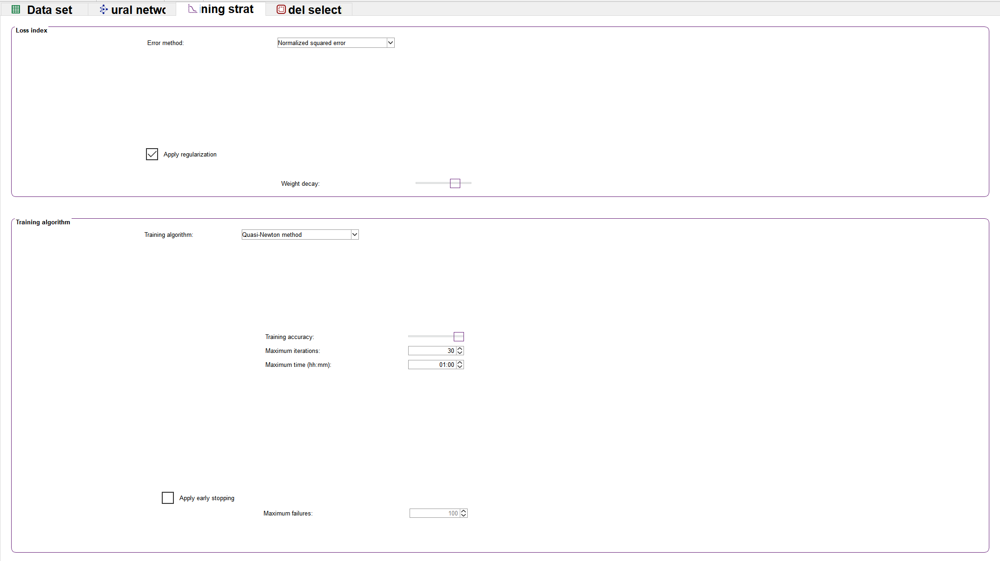 Data set
ural netwo
ining strat
del select
Loss index
Error method:
Normalized squared error
Apply regularization
Weight decay:
Training algorithm
Training algorithm:
Quasi-Newton method
Training accuracy:
Maximum iterations:
30
Maximum time (hh:mm):
01:00
Apply early stopping
Maximum failures:
100